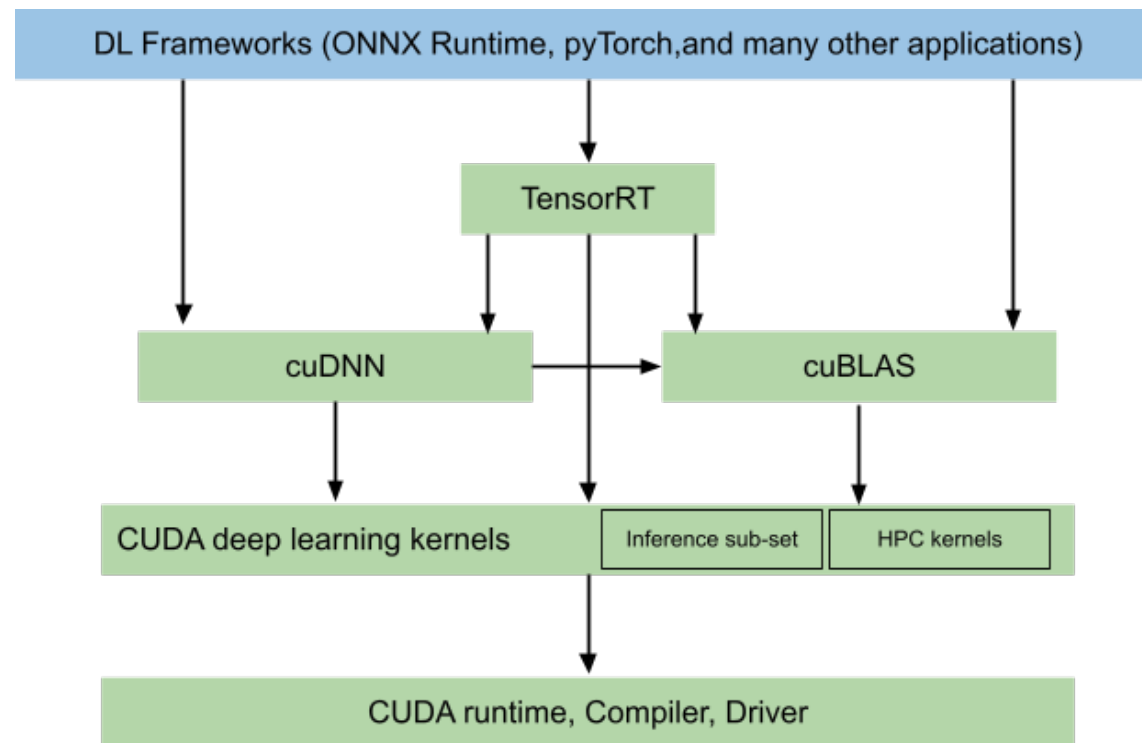 DL Frameworks (ONNX Runtime, pyTorch,and many other applications)
TensorRT
cuDNN
cuBLAS
CUDA deep learning kernels
Inference sub-set
HPC kernels
CUDA runtime, Compiler, Driver